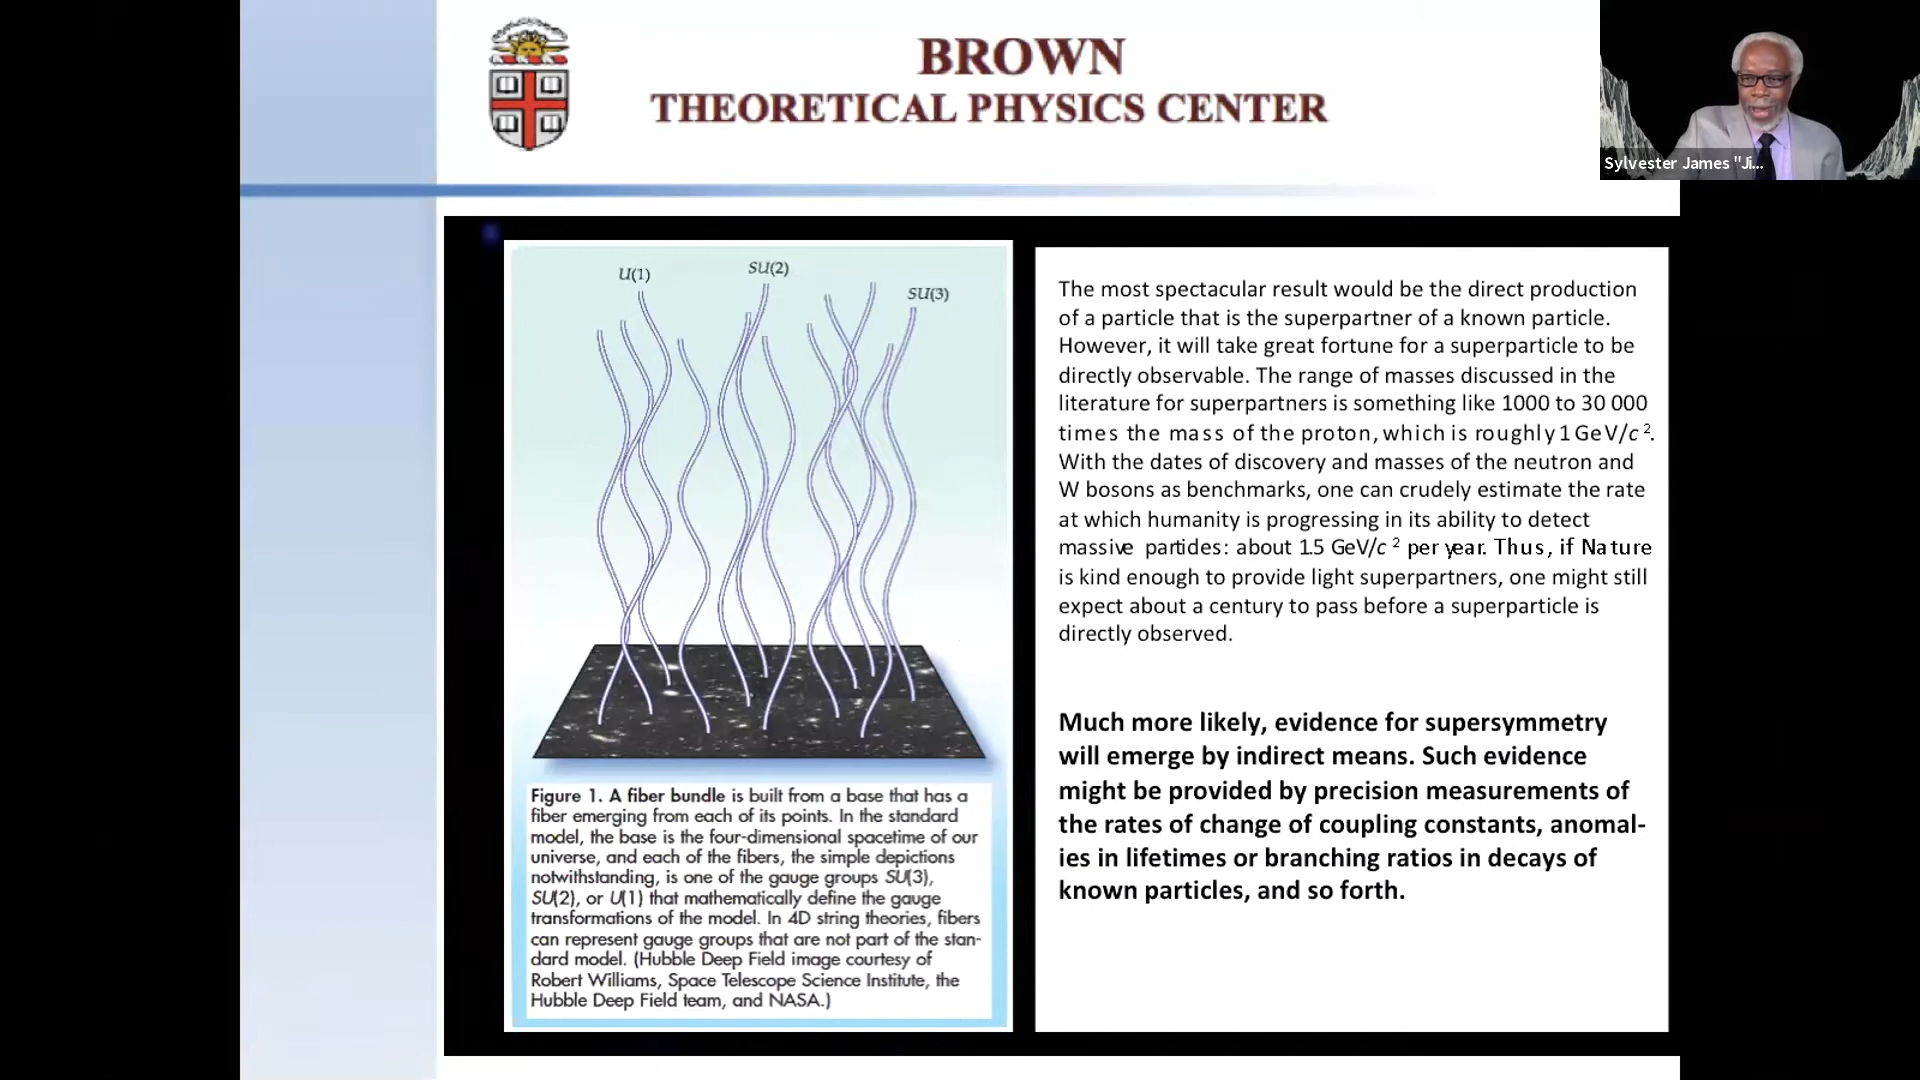 BROWN
THEORETICAL PHYSICS CENTER
Sylvester James "Ji...
U(1)
SU(2)
SU(3)
Figure 1. A fiber bundle is built from a base that has a
fiber emerging from each of its points. In the standard
model, the base is the four-dimensional spacetime of our
universe, and each of the fibers, the simple depictions
notwithstanding, is one of the gauge groups SU(3),
SU(2), or U(1) that mathematically define the gauge
transformations of the model. In 4D string theories, fibers
can represent gauge groups that are not part of the stan-
dard model. (Hubble Deep Field image courtesy of
Robert Williams, Space Telescope Science Institute, the
Hubble Deep Field team, and NASA.)
The most spectacular result would be the direct production
of a particle that is the superpartner of a known particle.
However, it will take great fortune for a superparticle to be
directly observable. The range of masses discussed in the
literature for superpartners is something like 1000 to 30 000
times the mass of the proton, which is roughly 1 GeV/c ².
With the dates of discovery and masses of the neutron and
W bosons as benchmarks, one can crudely estimate the rate
at which humanity is progressing in its ability to detect
massive particles: about 1.5 GeV/c ² per year. Thus, if Nature
is kind enough to provide light superpartners, one might still
expect about a century to pass before a superparticle is
directly observed.
Much more likely, evidence for supersymmetry
will emerge by indirect means. Such evidence
might be provided by precision measurements of
the rates of change of coupling constants, anomal-
ies in lifetimes or branching ratios in decays of
known particles, and so forth.